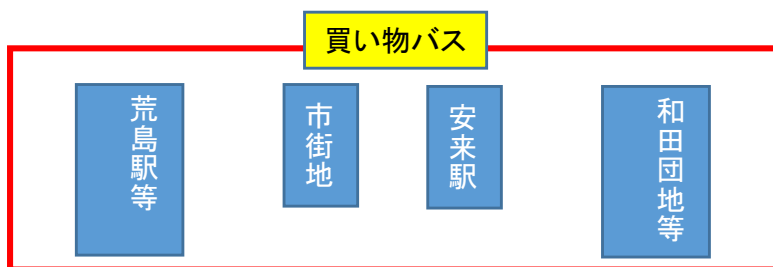 買い物バス
荒島駅等
市街地
安来駅
和田団地等